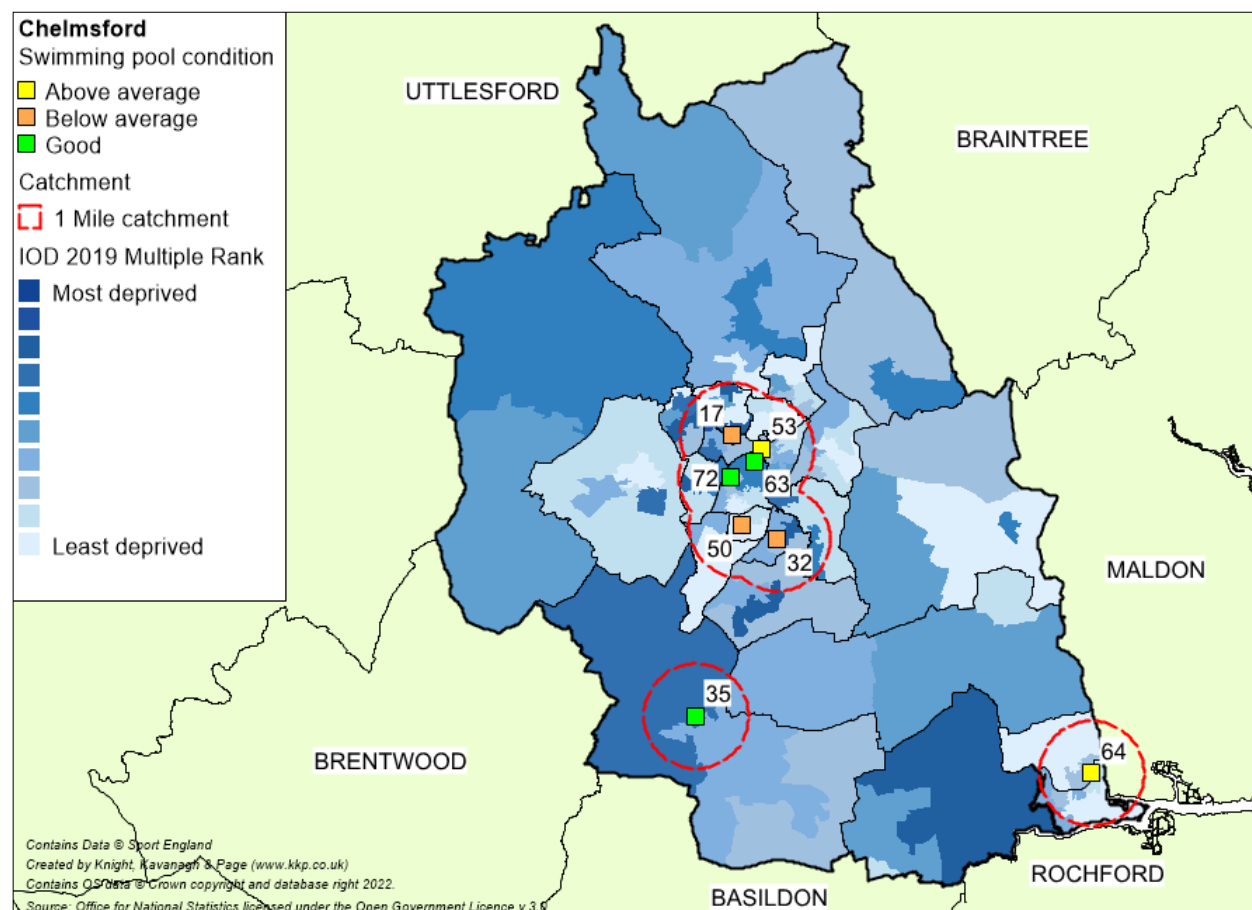 Chelmsford
Swimming pool condition
Above average
Below average
Good
Catchment
1 Mile catchment
IOD 2019 Multiple Rank
Most deprived
Least deprived
UTTLESFORD
BRAINTREE
17
53
72
63
50
32
MALDON
35
64
BRENTWOOD
ROCHFORD
BASILDON
Contains Data © Sport England
Created by Knight, Kavanagh & Page (www.kkp.co.uk)
Contains OS data © Crown copyright and database right 2022.
Source: Office for National Statistics licensed under the Open Government Licence v.3.0